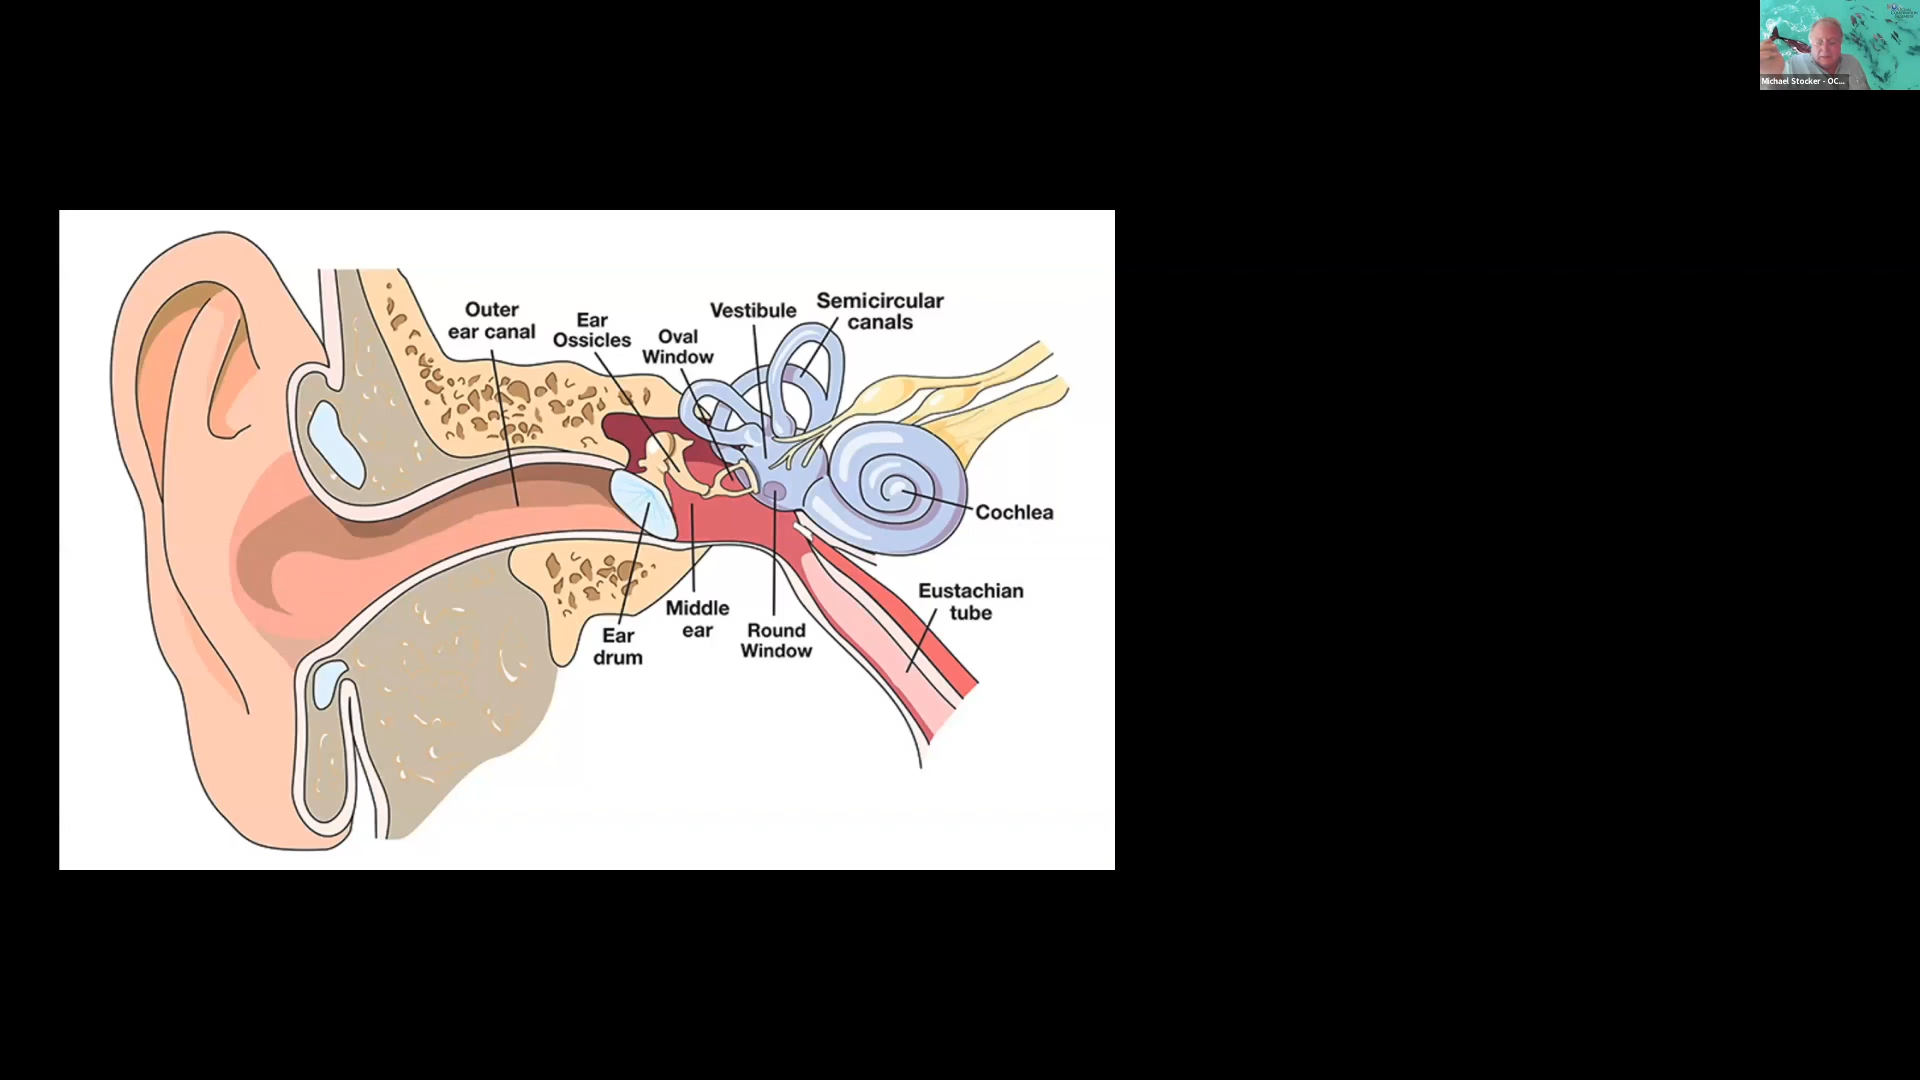 Michael Stocker - OC...
Outer
ear canal
Ear
Ossicles
Oval
Window
Vestibule
Semicircular
canals
Cochlea
Eustachian
tube
Middle
ear
Round
Window
Ear
drum